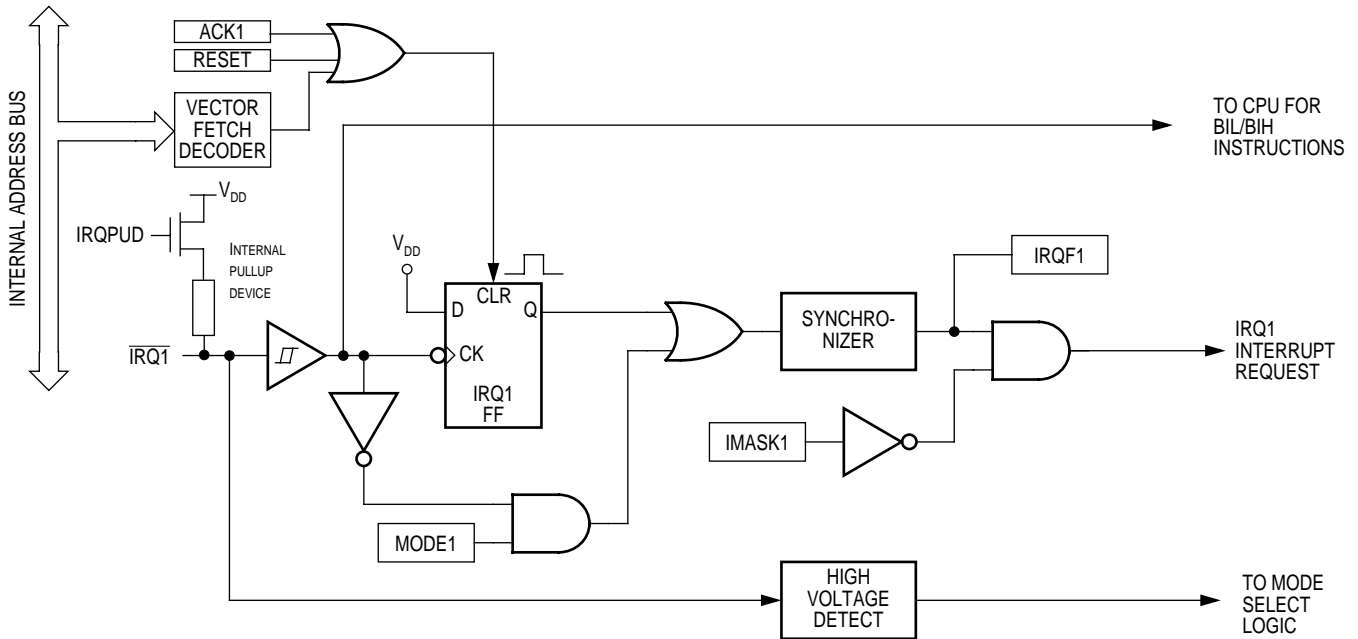 INTERNAL ADDRESS BUS
ACK1
RESET
VECTOR
FETCH
DECODER
TO CPU FOR
BIL/BIH
INSTRUCTIONS
VDD
IRQPUD
INTERNAL
PULLUP
DEVICE
VDD
CLR
D
Q
CK
IRQ1
FF
IRQ1
SYNCHRO-
NIZER
IRQF1
IRQ1
INTERRUPT
REQUEST
IMASK1
MODE1
HIGH
VOLTAGE
DETECT
TO MODE
SELECT
LOGIC